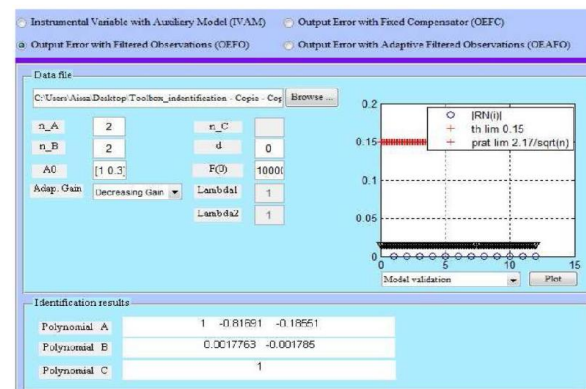 Instrumental Variable with Auxiliery Model (IVAM)
Output Error with Fixed Compensator (OEFC)
Output Error with Filtered Observations (OEFO)
Output Error with Adaptive Filtered Observations (OEAFO)
Data file
C:\Users\Aissa\Desktop\Toolbox_indentification - Copie - Cop
Browse ...
n_A 2
n_C
n_B 2
d 0
A0 [1 0.3]
F(0) 1000(
Adap. Gain Decreasing Gain
Lambda1 1
Lambda2 1
0.2
0.15
0.1
0.05
0
0 5 10 15
|RN(i)|
th lim 0.15
prat lim 2.17/sqrt(n)
Model validation
Plot
Identification results
Polynomial A 1 -0.81691 -0.18551
Polynomial B 0.0017763 -0.001785
Polynomial C 1